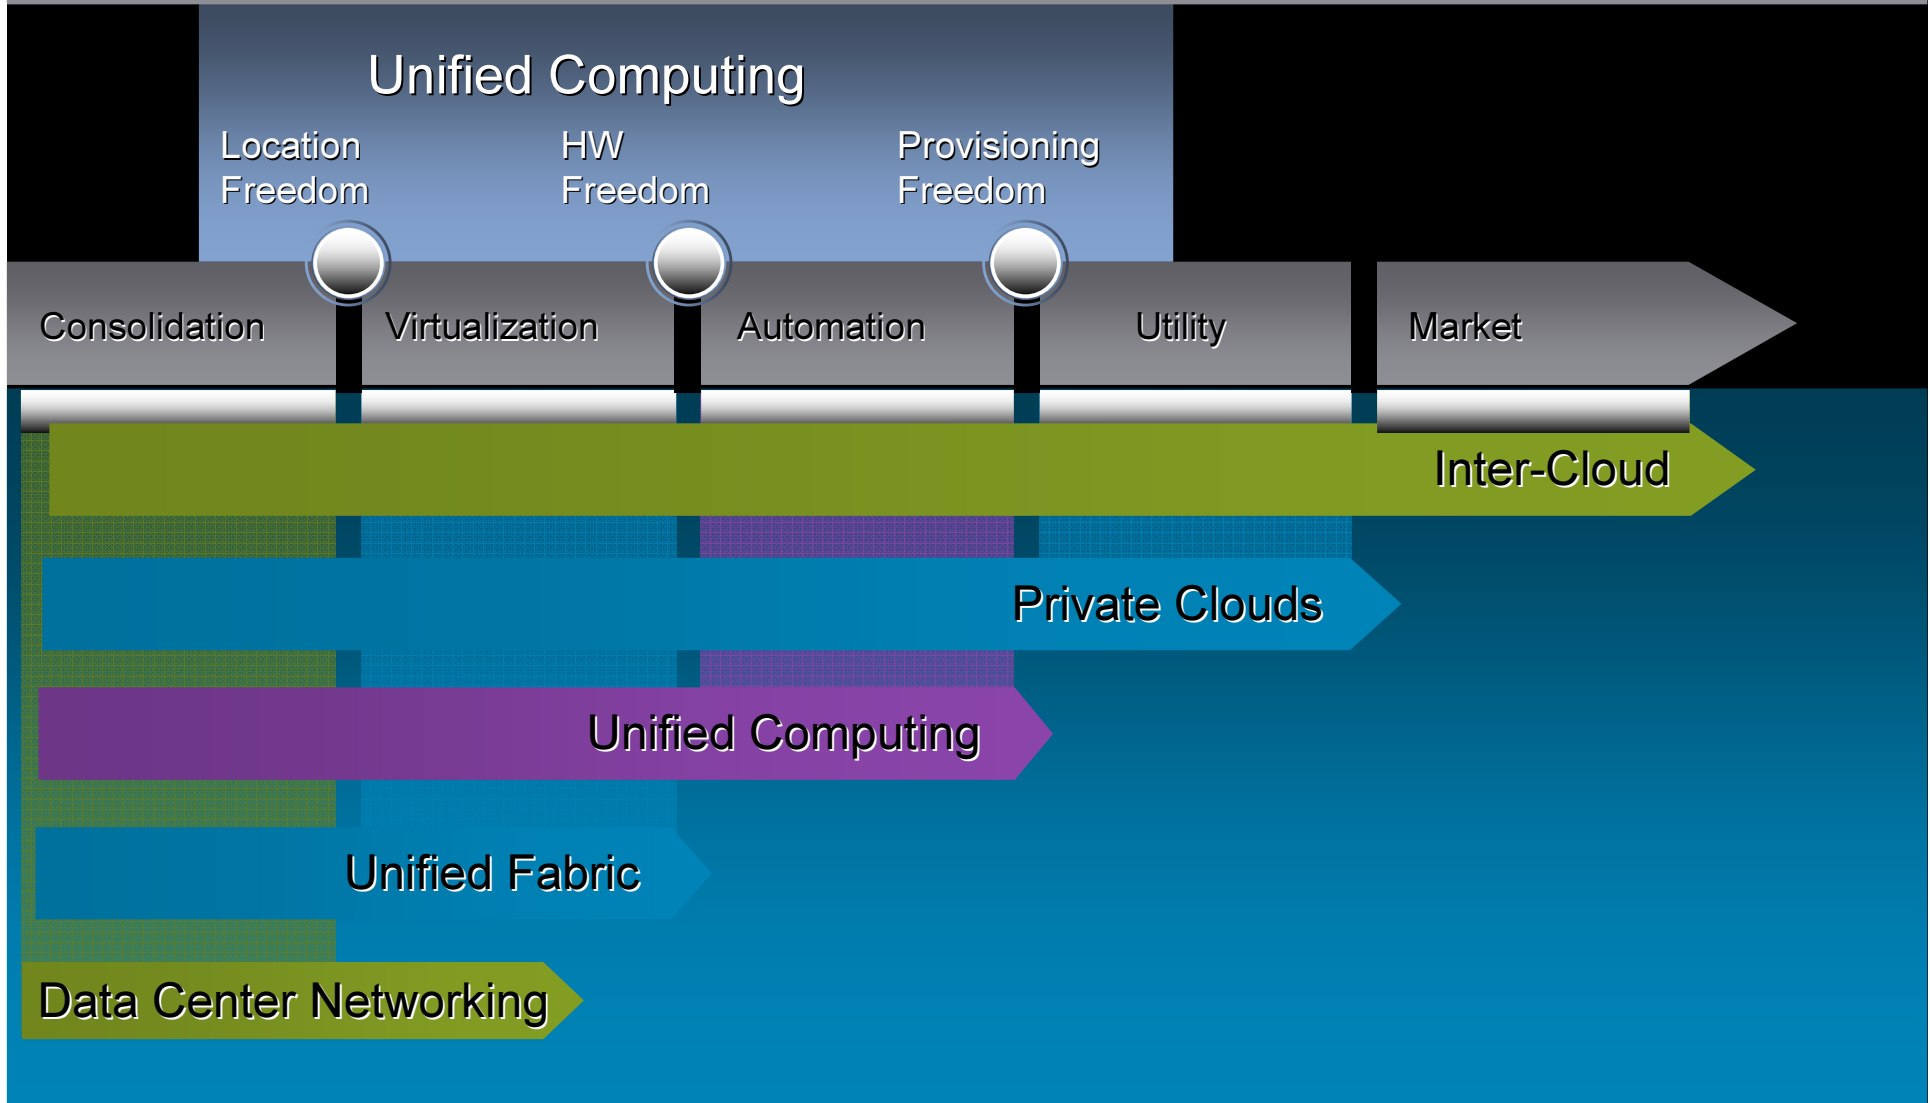 Unified Computing
Location
Freedom
HW
Freedom
Provisioning
Freedom
Consolidation
Virtualization
Automation
Utility
Market
Inter-Cloud
Private Clouds
Unified Computing
Unified Fabric
Data Center Networking